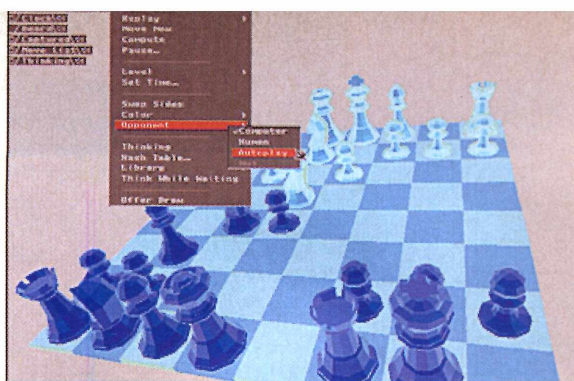 Replay
Move Now
Compute
Pause…
Level
Set Time…
Swap Sides
Color
Opponent
Computer
Human
Autoplay
Thinking
Hash Table…
Library
Think While Waiting
Offer Draw